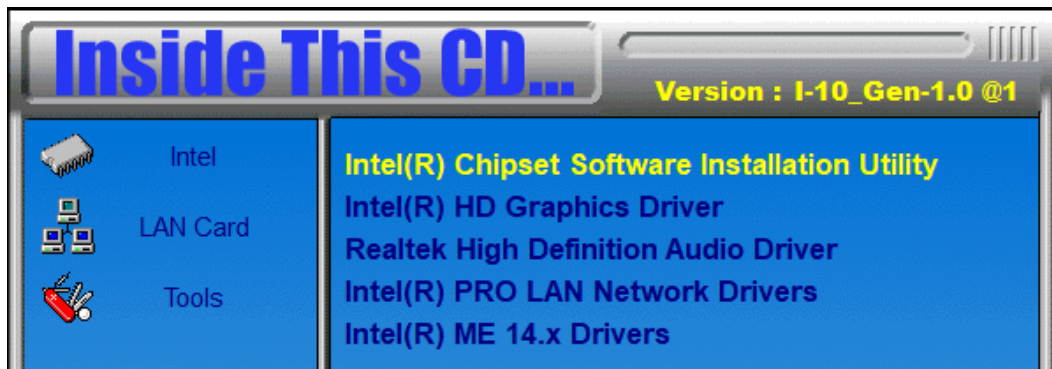 Inside This CD...
Version : I-10_Gen-1.0 @1
Intel
LAN Card
Tools
Intel(R) Chipset Software Installation Utility
Intel(R) HD Graphics Driver
Realtek High Definition Audio Driver
Intel(R) PRO LAN Network Drivers
Intel(R) ME 14.x Drivers